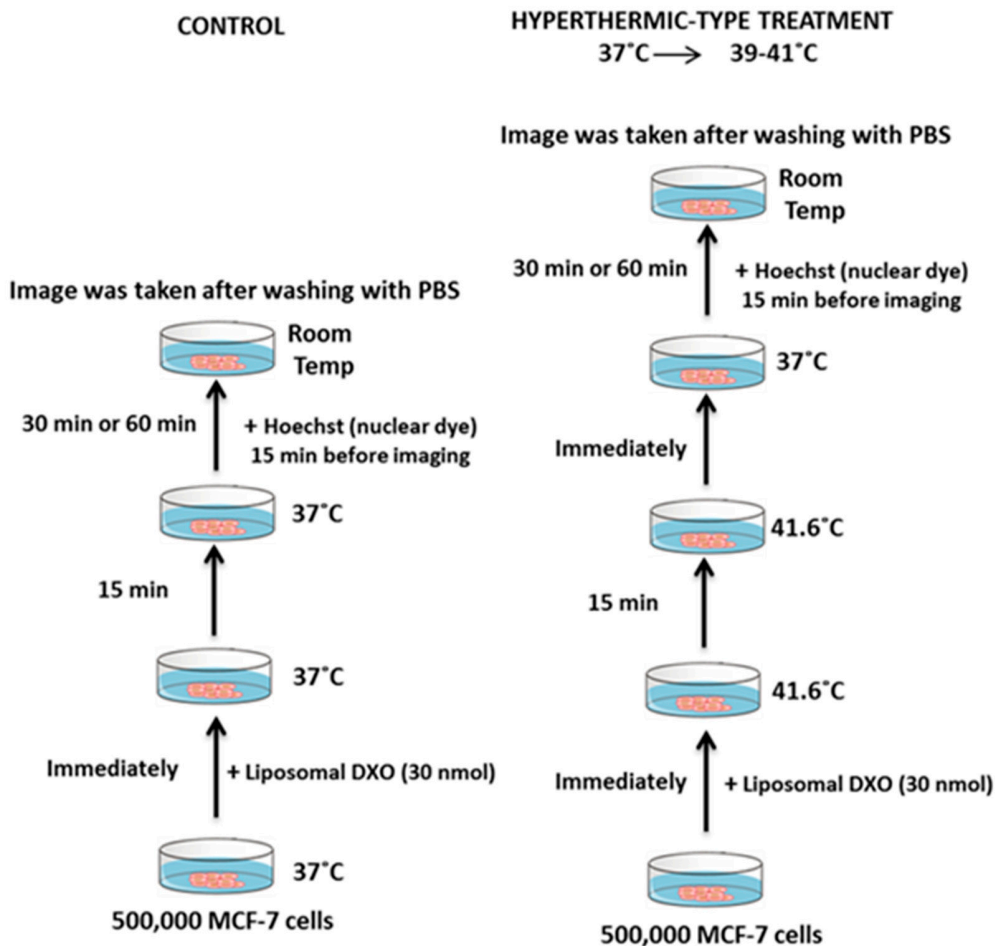 CONTROL
Image was taken after washing with PBS
Room
Temp
30 min or 60 min
+ Hoechst (nuclear dye)
15 min before imaging
37˚C
15 min
37˚C
Immediately
+ Liposomal DXO (30 nmol)
37˚C
500,000 MCF-7 cells
HYPERTHERMIC-TYPE TREATMENT
37˚C → 39-41˚C
Image was taken after washing with PBS
Room
Temp
30 min or 60 min
+ Hoechst (nuclear dye)
15 min before imaging
37˚C
Immediately
41.6˚C
15 min
41.6˚C
Immediately
+ Liposomal DXO (30 nmol)
500,000 MCF-7 cells